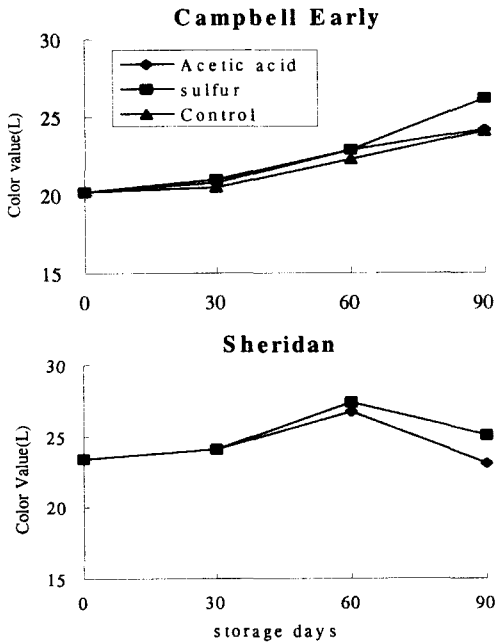 Campbell Early
30
25
20
15
Color value(L)
Acetic acid
sulfur
Control
0 30 60 90
Sheridan
30
25
20
15
Color Value(L)
0 30 60 90
storage days